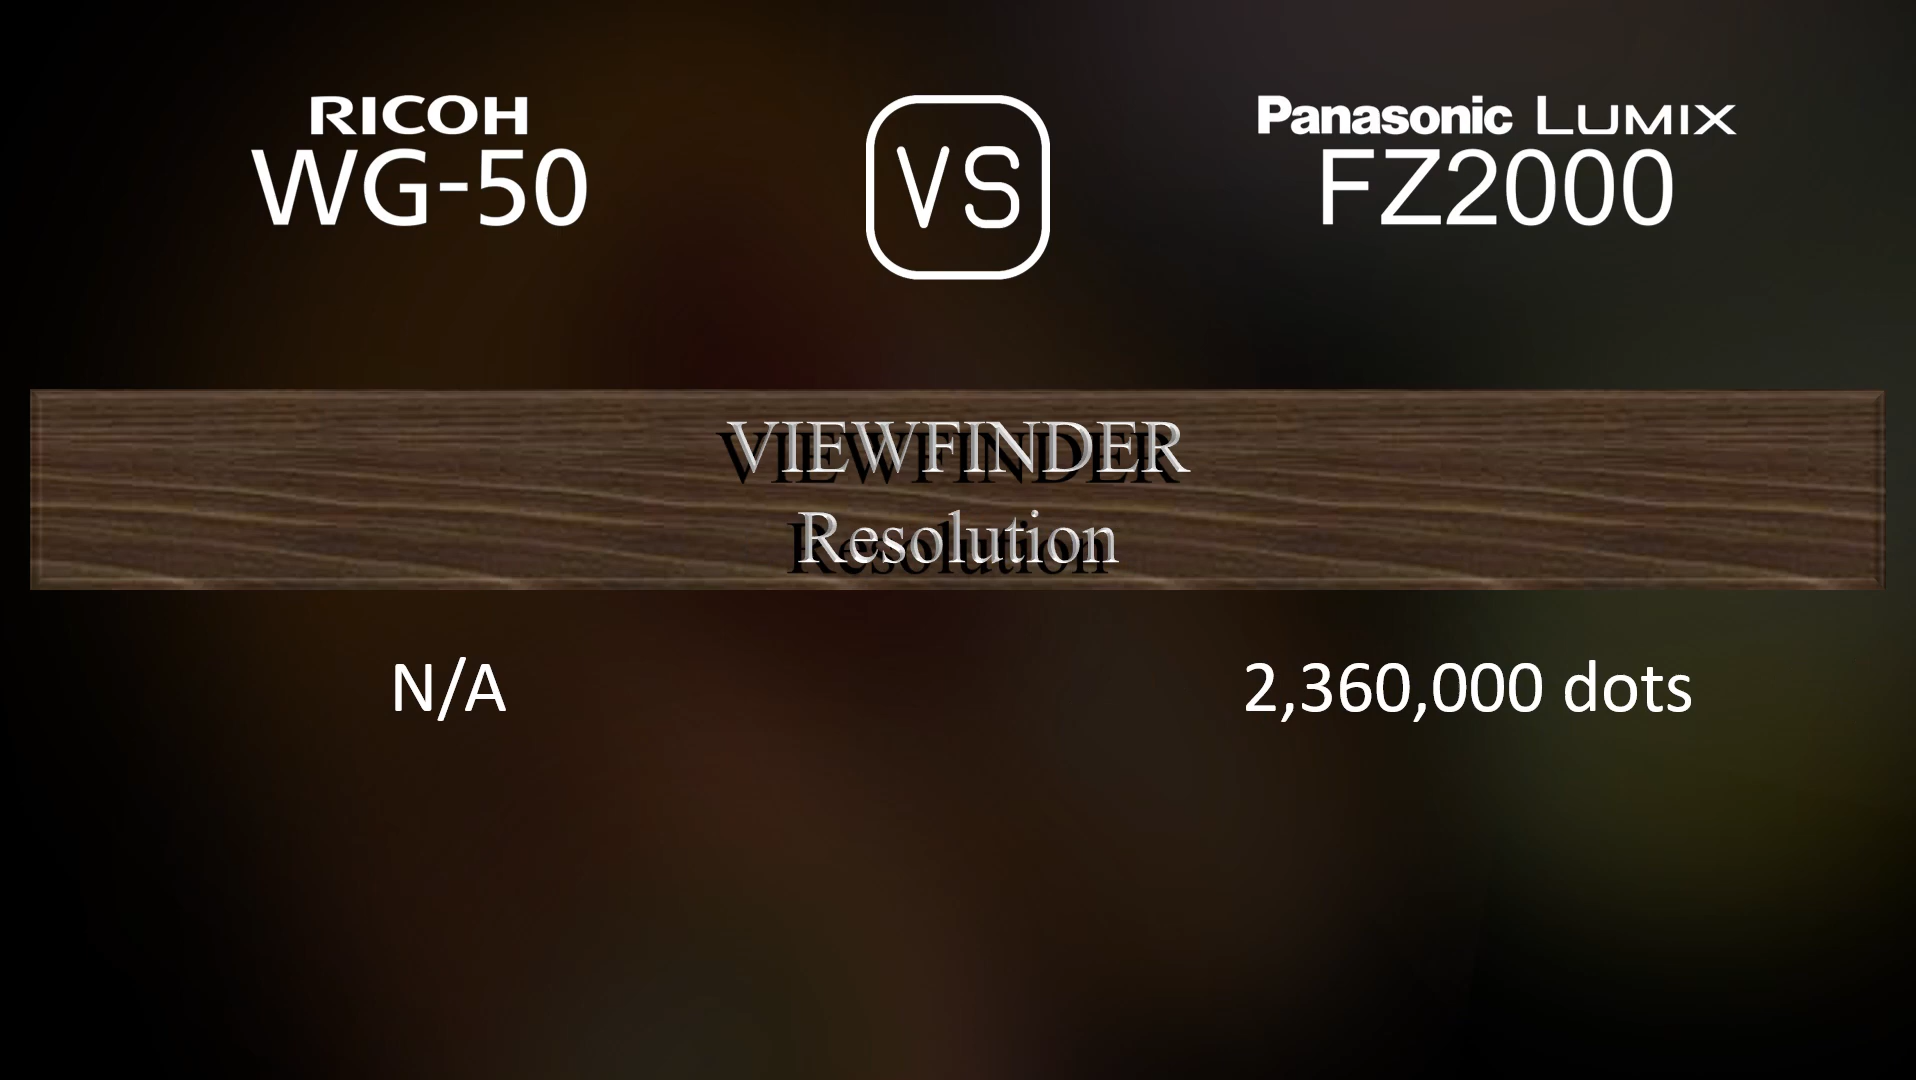 RICOH
WG-50
VS
Panasonic LUMIX
FZ2000
VIEWFINDER
Resolution
N/A
2,360,000 dots